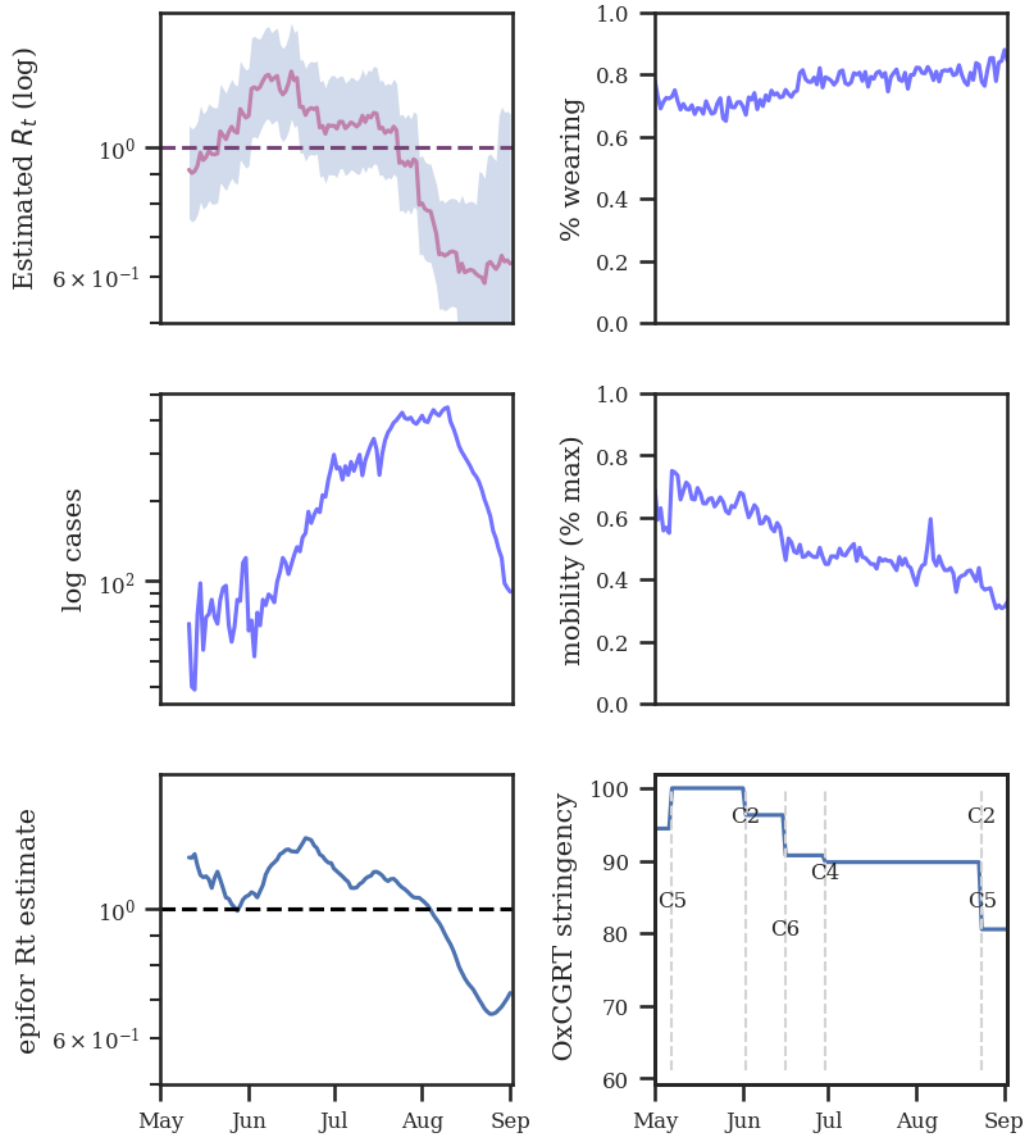 Estimated R_t (log)
10^0
6 × 10^-1
% wearing
1.0
0.8
0.6
0.4
0.2
0.0
log cases
10^2
mobility (% max)
1.0
0.8
0.6
0.4
0.2
0.0
epifor Rt estimate
10^0
6 × 10^-1
May Jun Jul Aug Sep
OxCGRT stringency
100
90
80
70
60
C2 C2
C4
C5 C5
C6
May Jun Jul Aug Sep